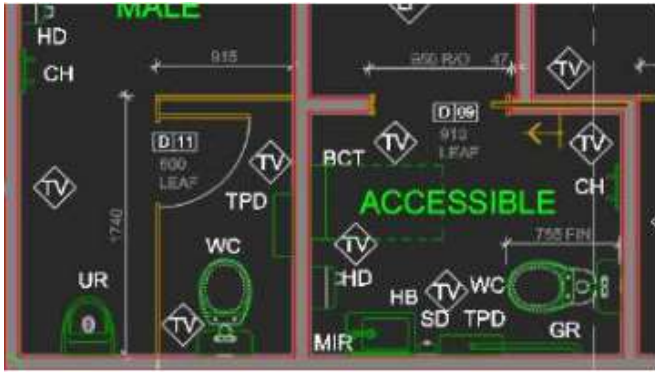 MALE
HD
CH
915
950 R/O
47
TV
D 11
600
LEAF
TV
TPD
TV
1740
WC
UR
TV
D 09
910
LEAF
TV
TV
BCT
CH
ACCESSIBLE
755 FIN
TV
HD
HB
TV
WC
SD
TPD
GR
MIR